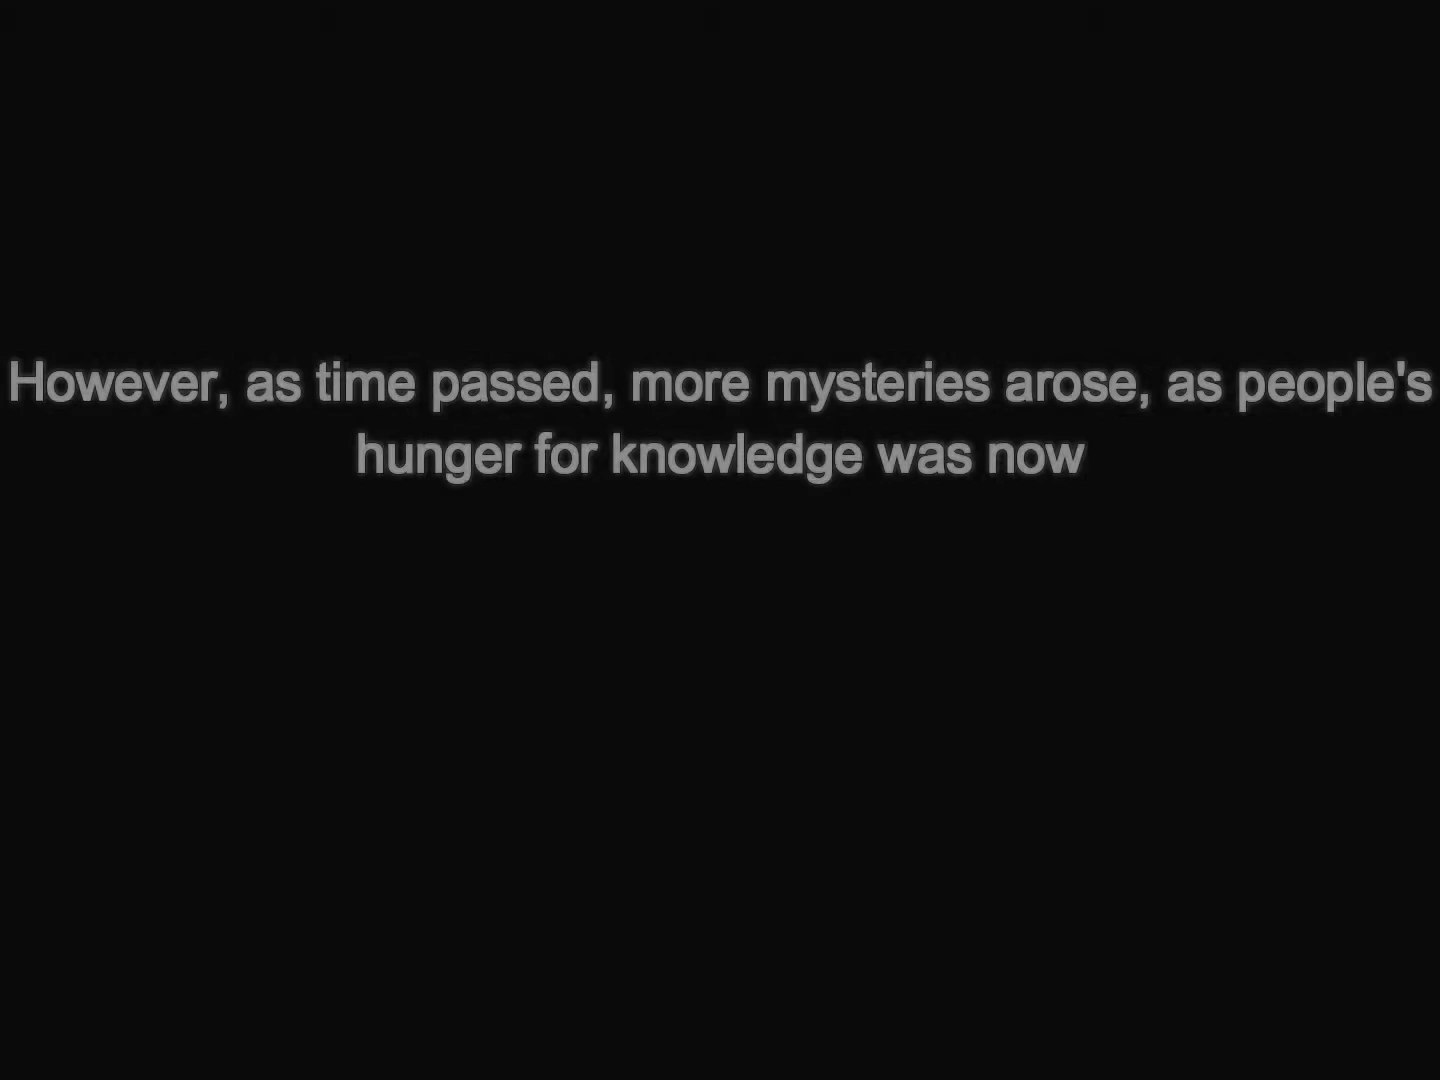 However, as time passed, more mysteries arose, as people's
hunger for knowledge was now